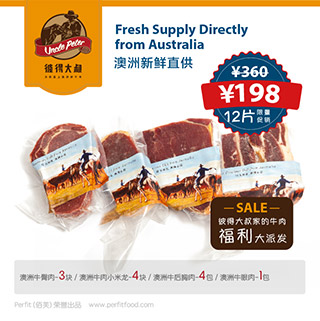 Uncle Peter
彼得大叔
Fresh Supply Directly
from Australia
澳洲新鲜直供
¥360
¥198
12片 限量促销
SALE
彼得大叔家的牛肉
福利大派发
澳洲牛臀肉-3块 / 澳洲牛肉小米龙-4块 / 澳洲牛后胸肉-4包 / 澳洲牛眼肉-1包
Perfit (佰芙) 荣誉出品 www.perfitfood.com